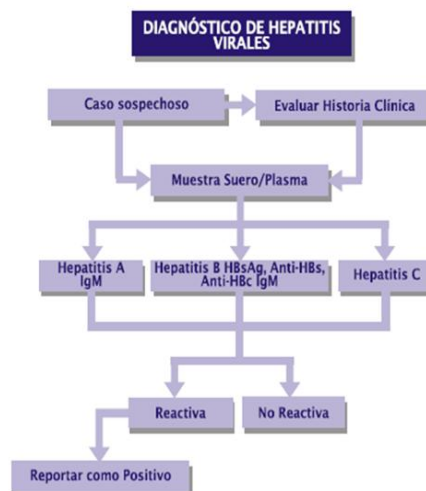 DIAGNÓSTICO DE HEPATITIS
VIRALES
Caso sospechoso
Evaluar Historia Clínica
Muestra Suero/Plasma
Hepatitis A
IgM
Hepatitis B HBsAg, Anti-HBs,
Anti-HBc IgM
Hepatitis C
Reactiva
No Reactiva
Reportar como Positivo